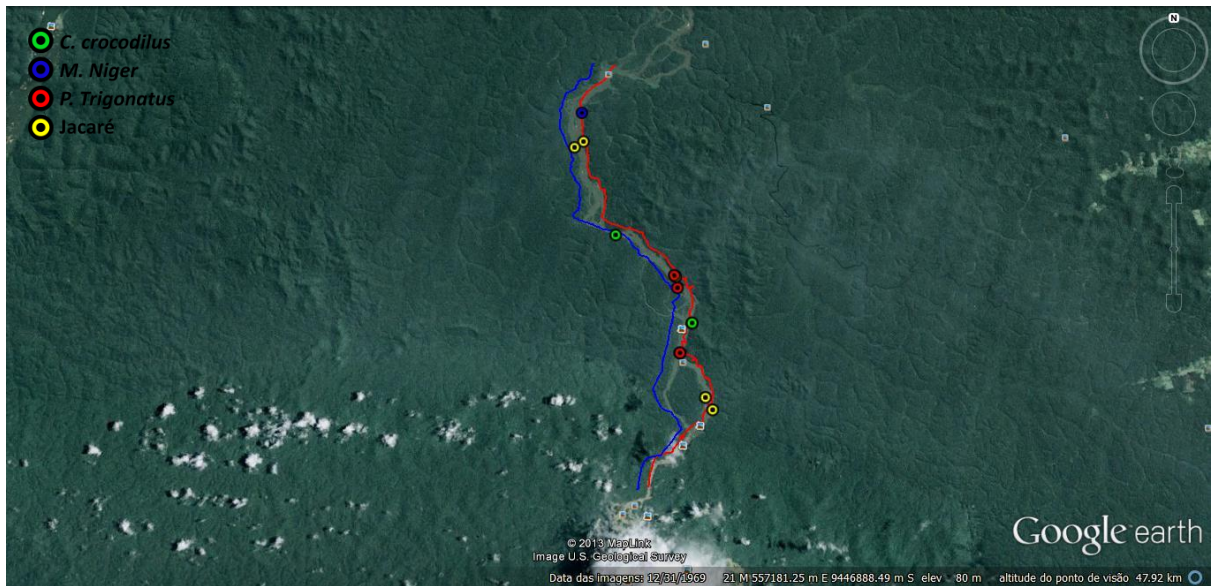 N
C. crocodilus
M. Niger
P. Trigonatus
Jacaré
Google earth
© 2013 MapLink
Image U.S. Geological Survey
Data das imagens: 12/31/1969 21 M 557181.25 m E 9446888.49 m S elev 80 m altitude do ponto de visão 47.92 km